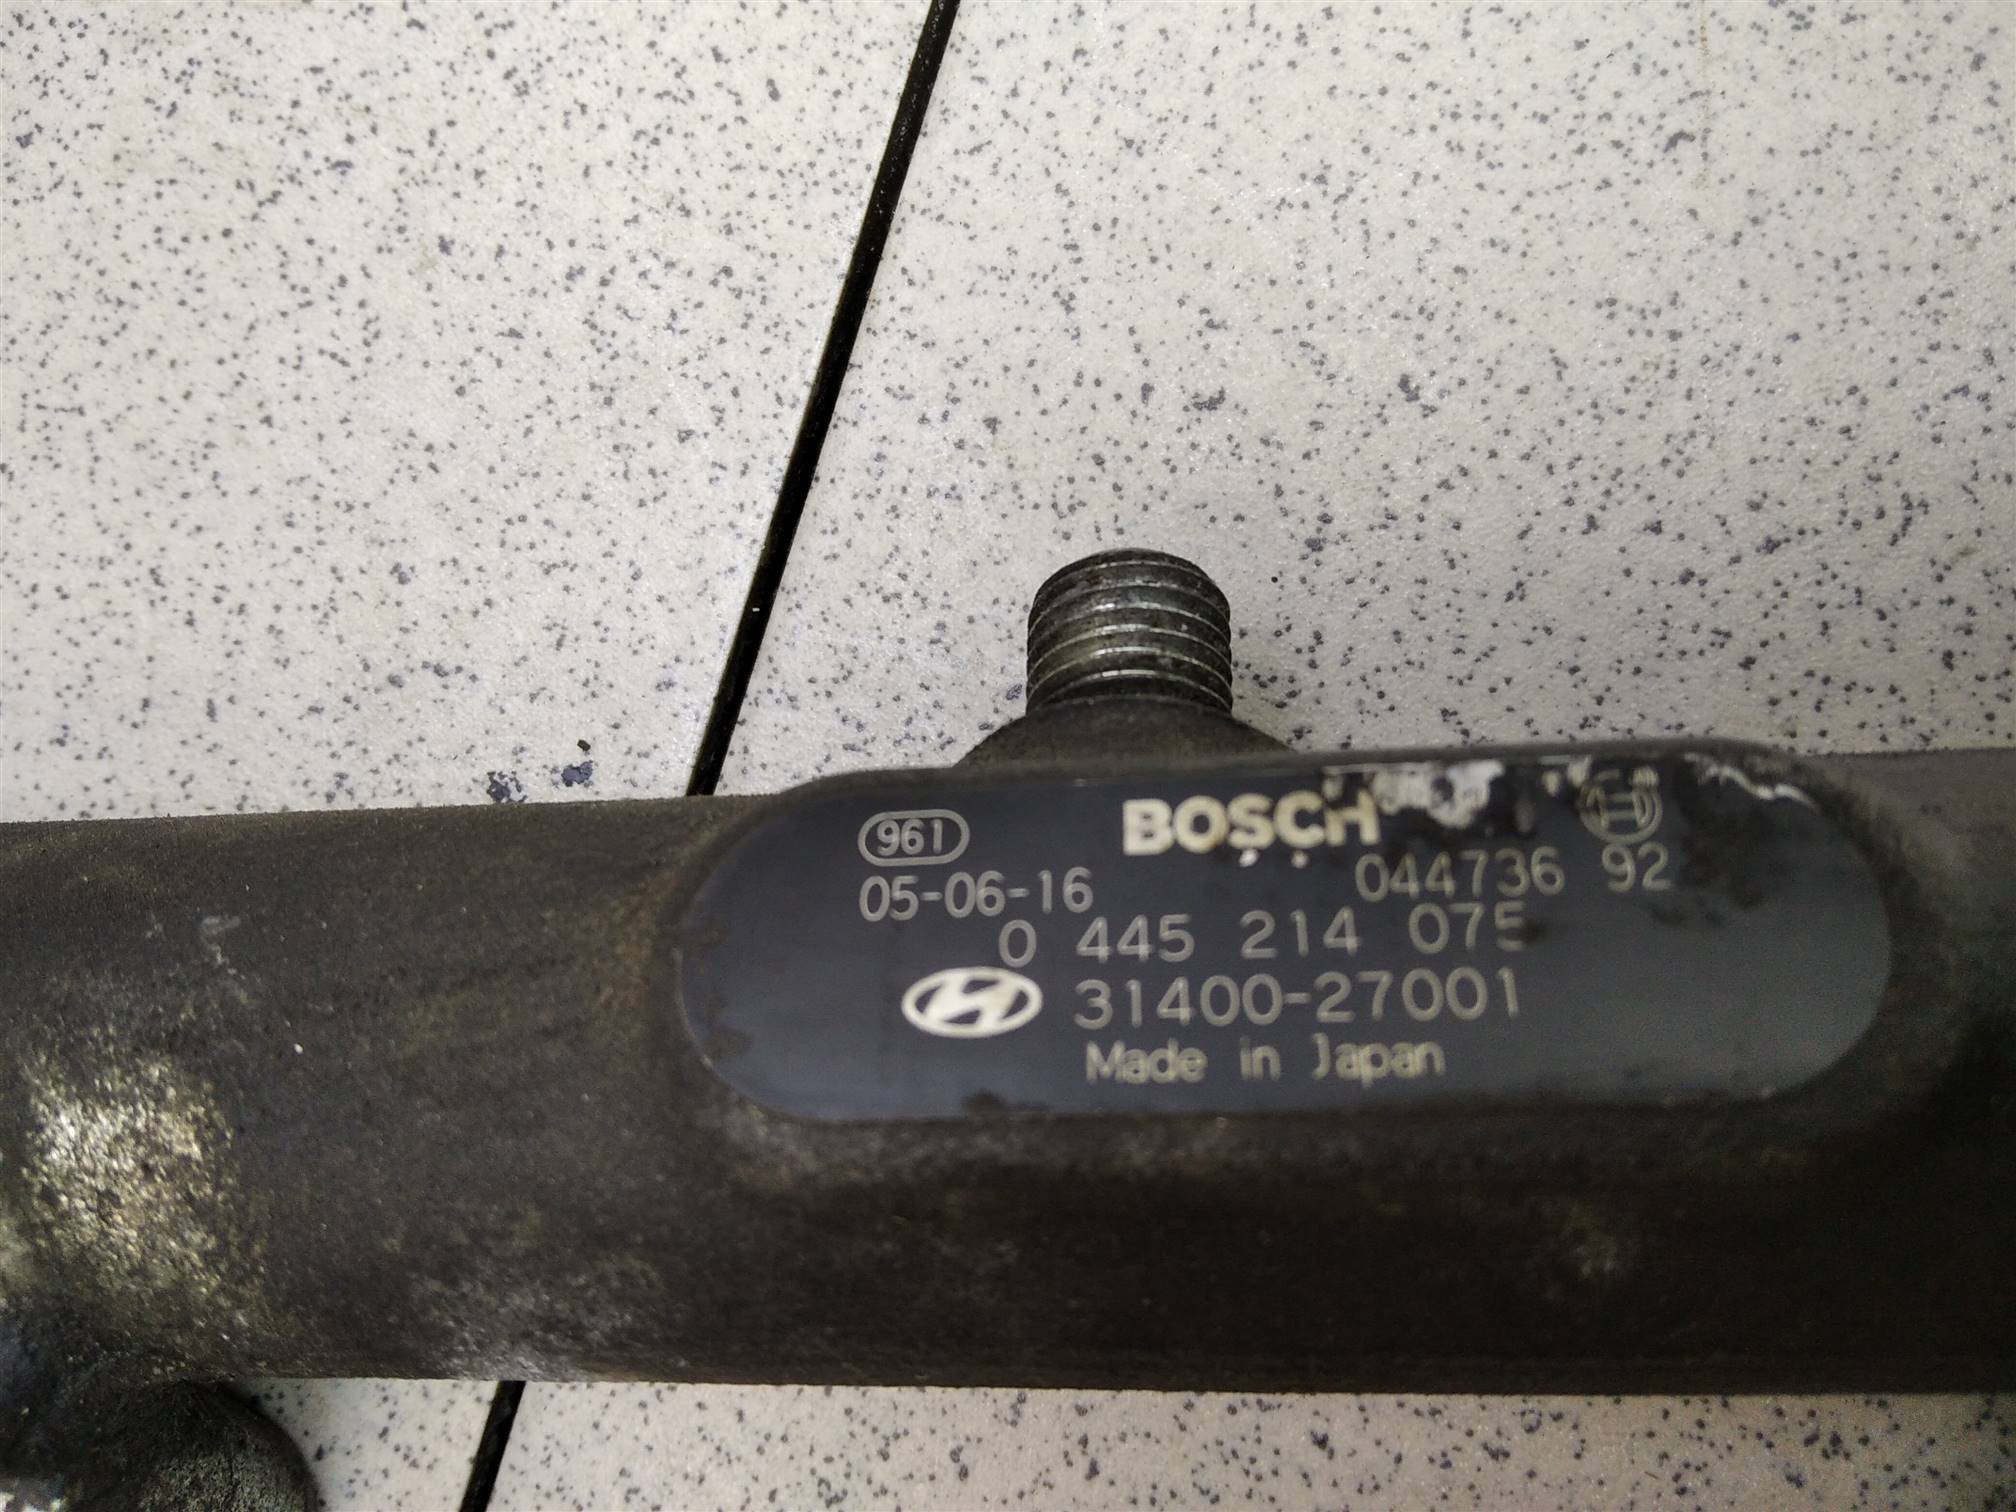 961 BOSCH
05-06-16 044736 92
0 445 214 075
31400-27001
Made in Japan